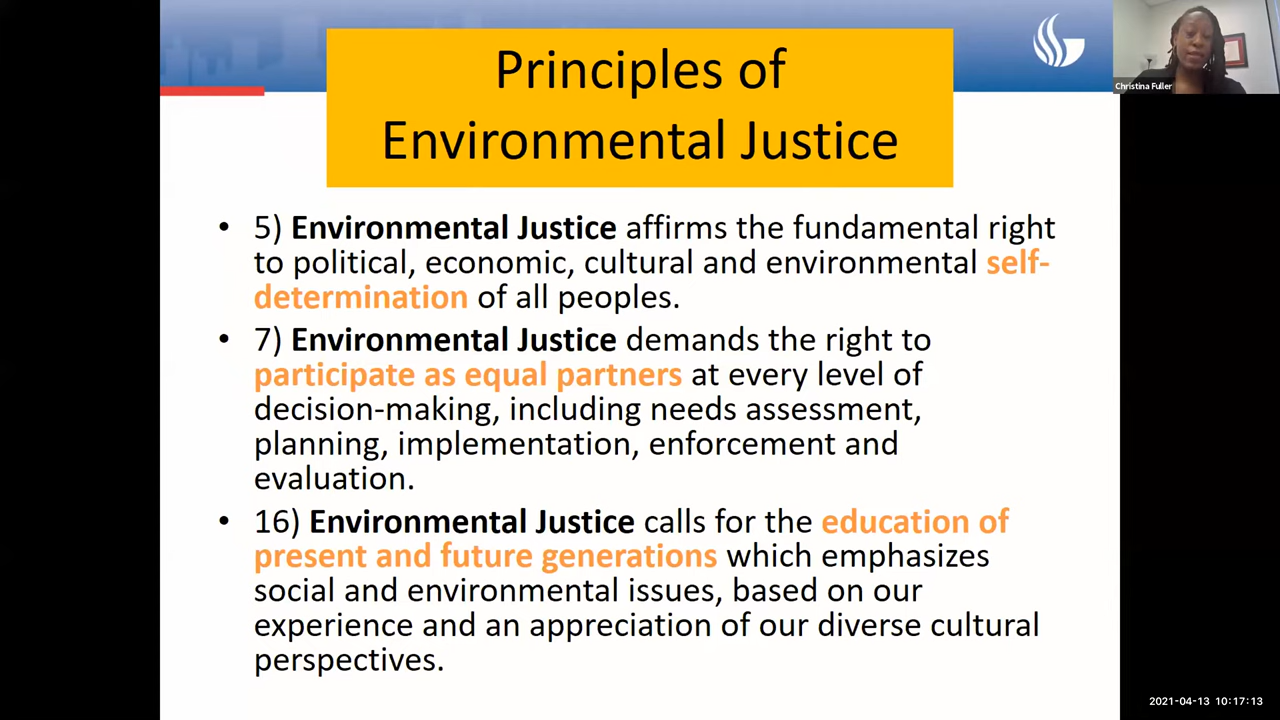 Principles of
Environmental Justice
Christina Fuller
• 5) Environmental Justice affirms the fundamental right
to political, economic, cultural and environmental self-
determination of all peoples.
• 7) Environmental Justice demands the right to
participate as equal partners at every level of
decision-making, including needs assessment,
planning, implementation, enforcement and
evaluation.
• 16) Environmental Justice calls for the education of
present and future generations which emphasizes
social and environmental issues, based on our
experience and an appreciation of our diverse cultural
perspectives.
2021-04-13 10:17:13